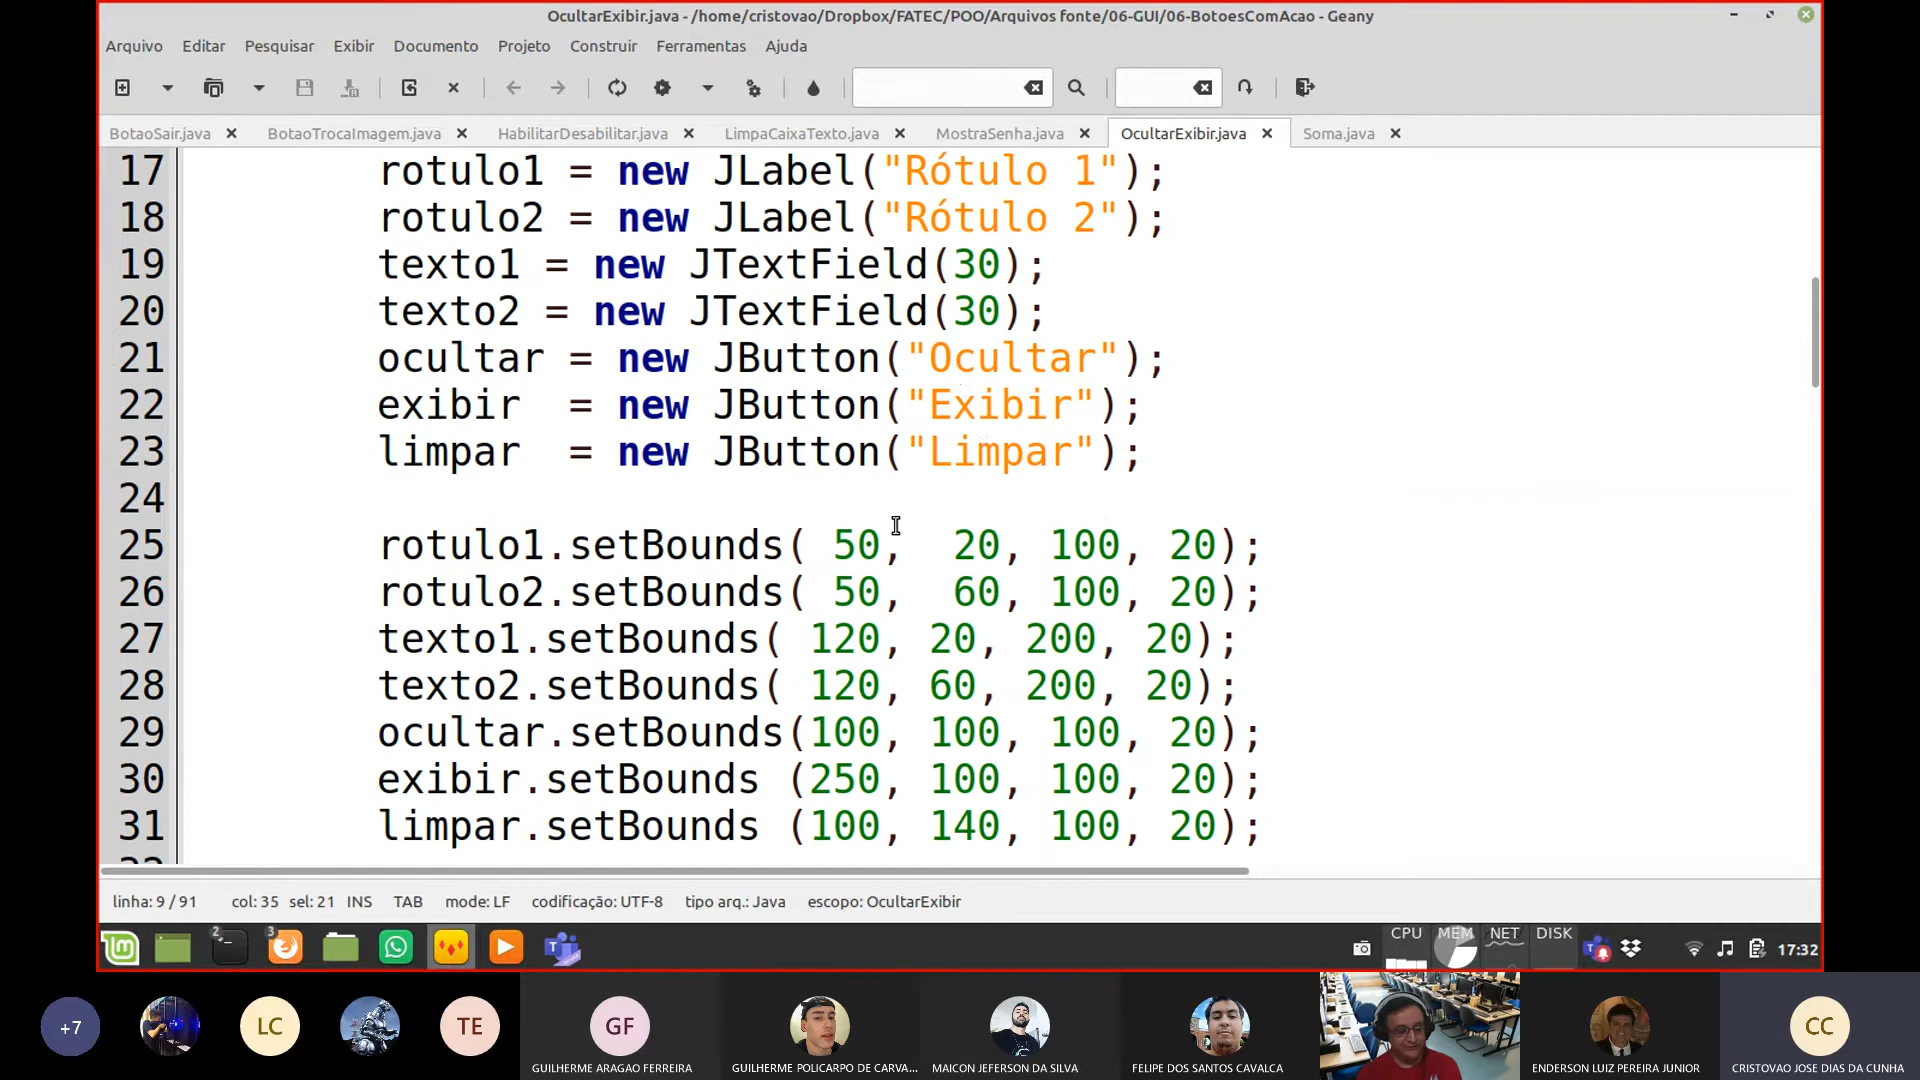 OcultarExibir.java - /home/cristovao/Dropbox/FATEC/POO/Arquivos fonte/06-GUI/06-BotoesComAcao - Geany
Arquivo Editar Pesquisar Exibir Documento Projeto Construir Ferramentas Ajuda
BotaoSair.java BotaoTrocaImagem.java HabilitarDesabilitar.java LimpaCaixaTexto.java MostraSenha.java OcultarExibir.java Soma.java
17 rotulo1 = new JLabel("Rótulo 1");
18 rotulo2 = new JLabel("Rótulo 2");
19 texto1 = new JTextField(30);
20 texto2 = new JTextField(30);
21 ocultar = new JButton("Ocultar");
22 exibir  = new JButton("Exibir");
23 limpar  = new JButton("Limpar");
24
25 rotulo1.setBounds( 50,  20, 100, 20);
26 rotulo2.setBounds( 50,  60, 100, 20);
27 texto1.setBounds( 120, 20, 200, 20);
28 texto2.setBounds( 120, 60, 200, 20);
29 ocultar.setBounds(100, 100, 100, 20);
30 exibir.setBounds (250, 100, 100, 20);
31 limpar.setBounds (100, 140, 100, 20);
linha: 9 / 91 col: 35 sel: 21 INS TAB mode: LF codificação: UTF-8 tipo arq.: Java escopo: OcultarExibir
2 3 CPU MEM NET DISK 17:32
+7 LC TE GF CC
GUILHERME ARAGAO FERREIRA GUILHERME POLICARPO DE CARVA... MAICON JEFERSON DA SILVA FELIPE DOS SANTOS CAVALCA ENDERSON LUIZ PEREIRA JUNIOR CRISTOVAO JOSE DIAS DA CUNHA